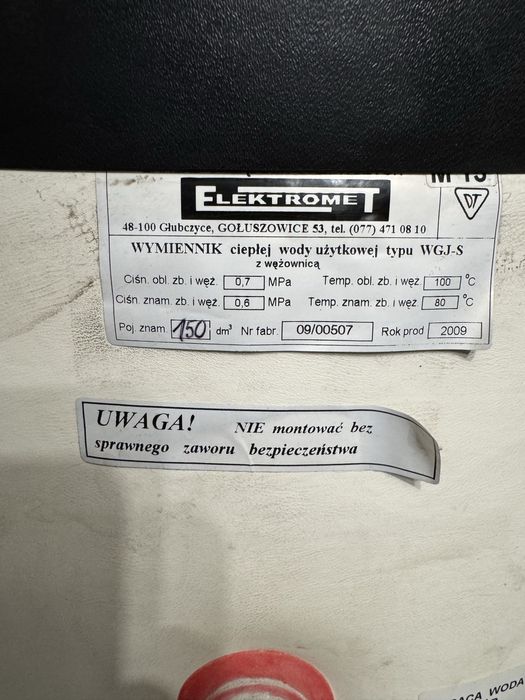 ELEKTROMET
DT
48-100 Głubczyce, GOŁUSZOWICE 53, tel. (077) 471 08 10
WYMIENNIK ciepłej wody użytkowej typu WGJ-S
z wężownicą
Ciśn. obl. zb. i węż. 0,7 MPa Temp. obl. zb. i węż. 100 °C
Ciśn. znam. zb. i węż. 0,6 MPa Temp. znam. zb. i węż. 80 °C
Poj. znam. 150 dm³ Nr fabr. 09/00507 Rok prod 2009
UWAGA! NIE montować bez
sprawnego zaworu bezpieczeństwa
WODA